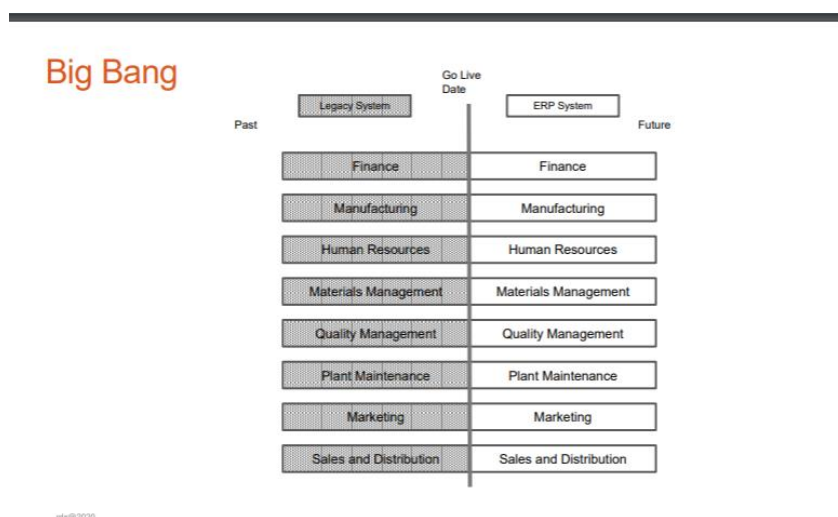 Big Bang
Go Live
Date
Legacy System
ERP System
Past
Future
Finance
Finance
Manufacturing
Manufacturing
Human Resources
Human Resources
Materials Management
Materials Management
Quality Management
Quality Management
Plant Maintenance
Plant Maintenance
Marketing
Marketing
Sales and Distribution
Sales and Distribution